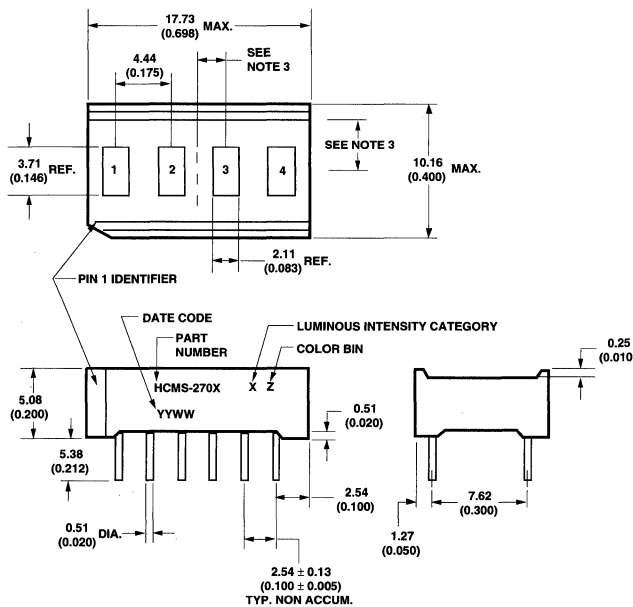 17.73 MAX.
(0.698)
SEE
NOTE 3
4.44
(0.175)
SEE NOTE 3
3.71 REF.
(0.146)
1 2 3 4
10.16 MAX.
(0.400)
2.11 REF.
(0.083)
PIN 1 IDENTIFIER
DATE CODE
PART
NUMBER
LUMINOUS INTENSITY CATEGORY
COLOR BIN
0.25
(0.010
HCMS-270X X Z
YYWW
5.08
(0.200)
0.51
(0.020)
5.38
(0.212)
2.54
(0.100)
7.62
(0.300)
1.27
(0.050)
0.51 DIA.
(0.020)
2.54 ± 0.13
(0.100 ± 0.005)
TYP. NON ACCUM.